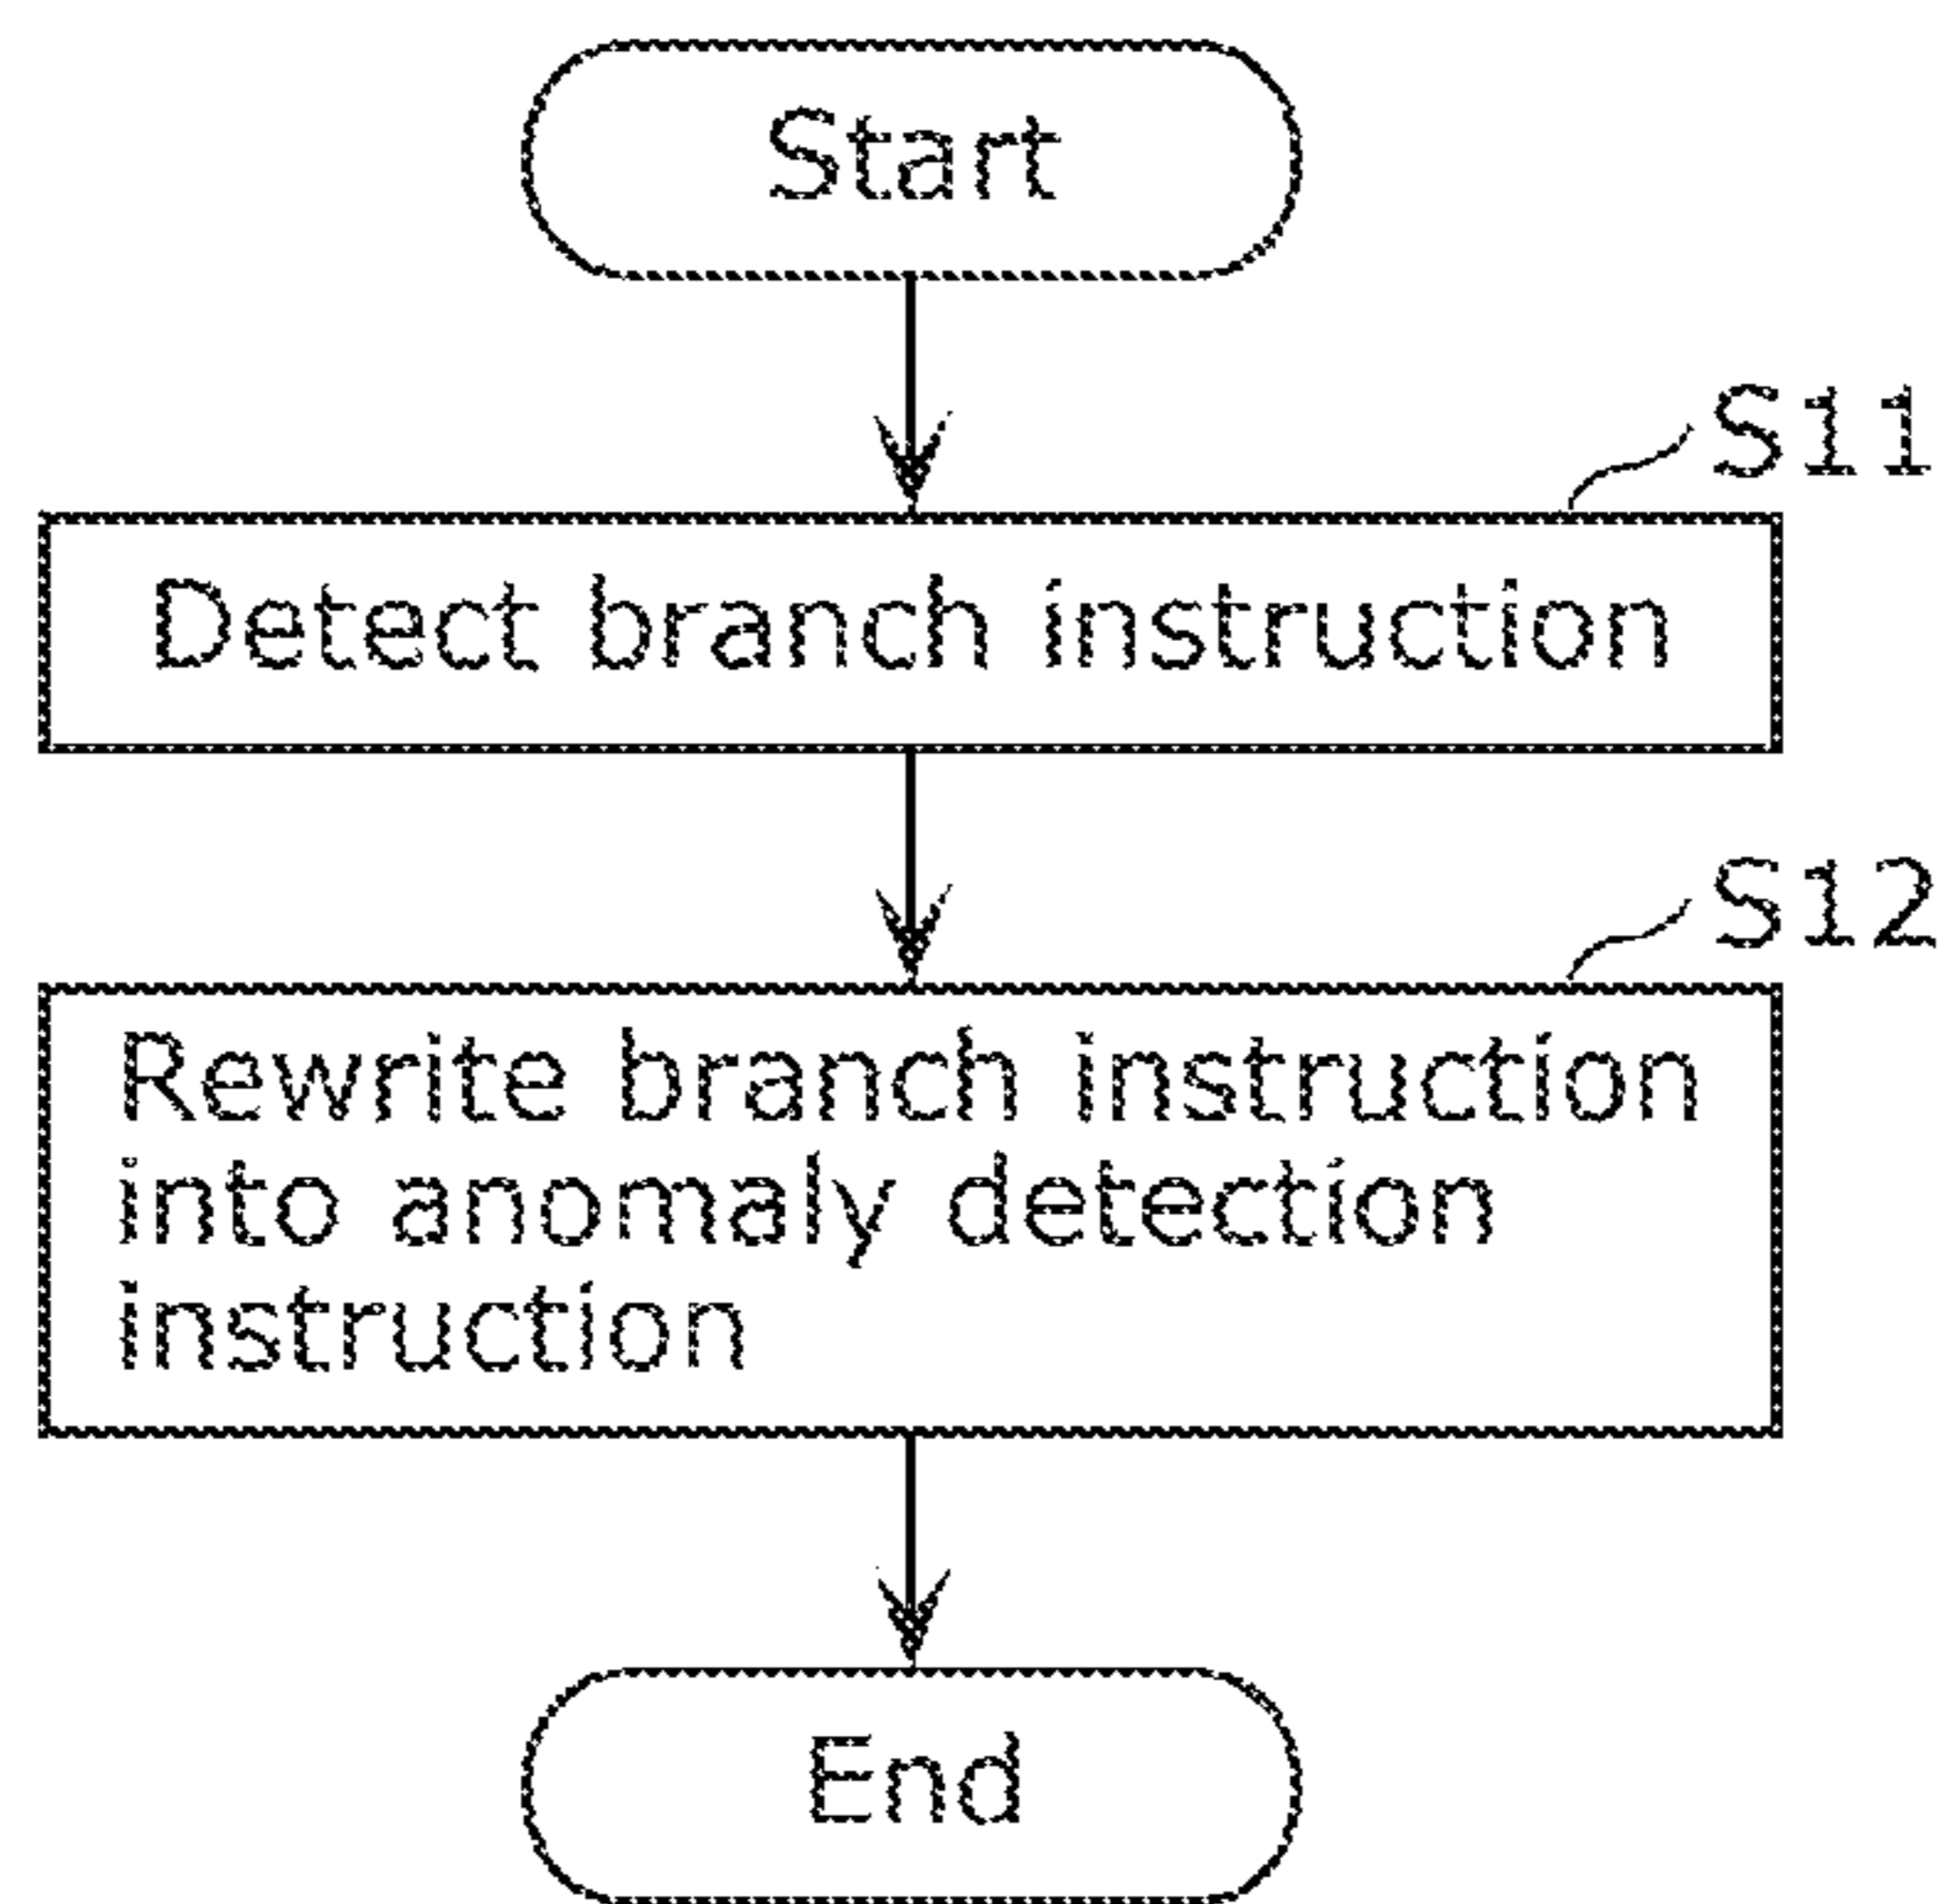 Start
S11
Detect branch instruction
S12
Rewrite branch instruction
into anomaly detection
instruction
End